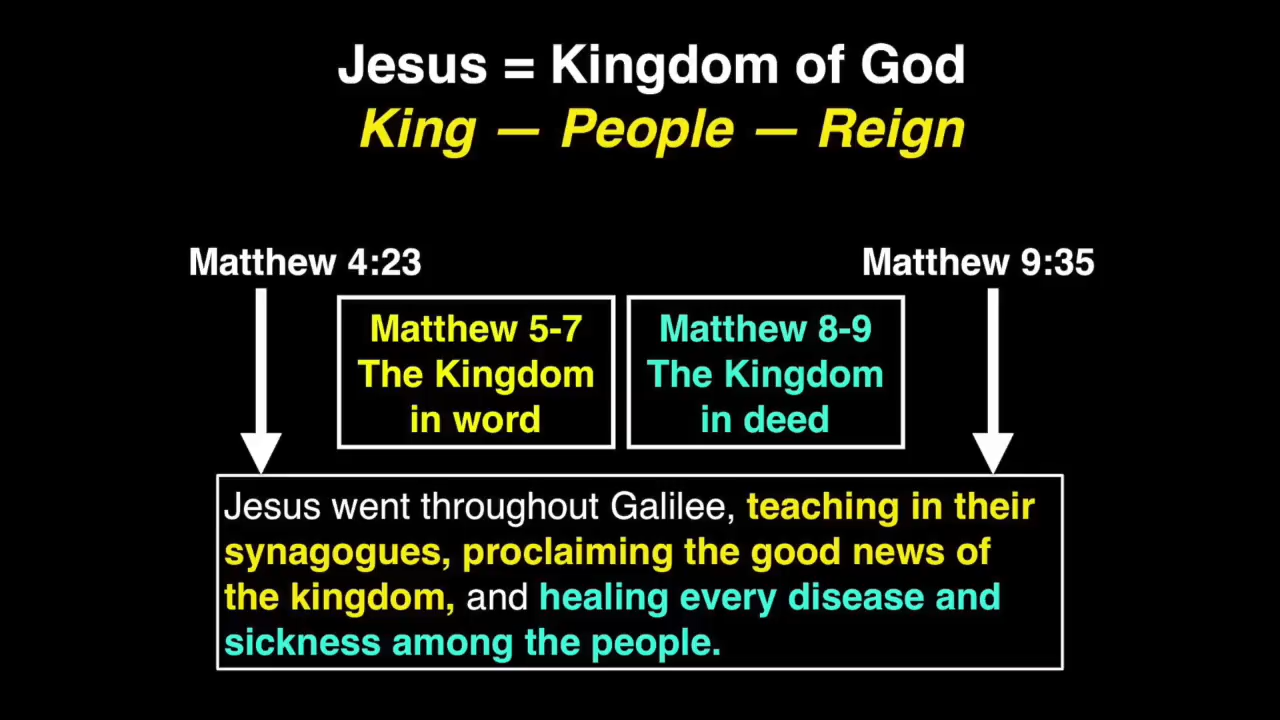 Jesus = Kingdom of God
King — People — Reign
Matthew 4:23
Matthew 9:35
Matthew 5-7
The Kingdom
in word
Matthew 8-9
The Kingdom
in deed
Jesus went throughout Galilee, teaching in their
synagogues, proclaiming the good news of
the kingdom, and healing every disease and
sickness among the people.